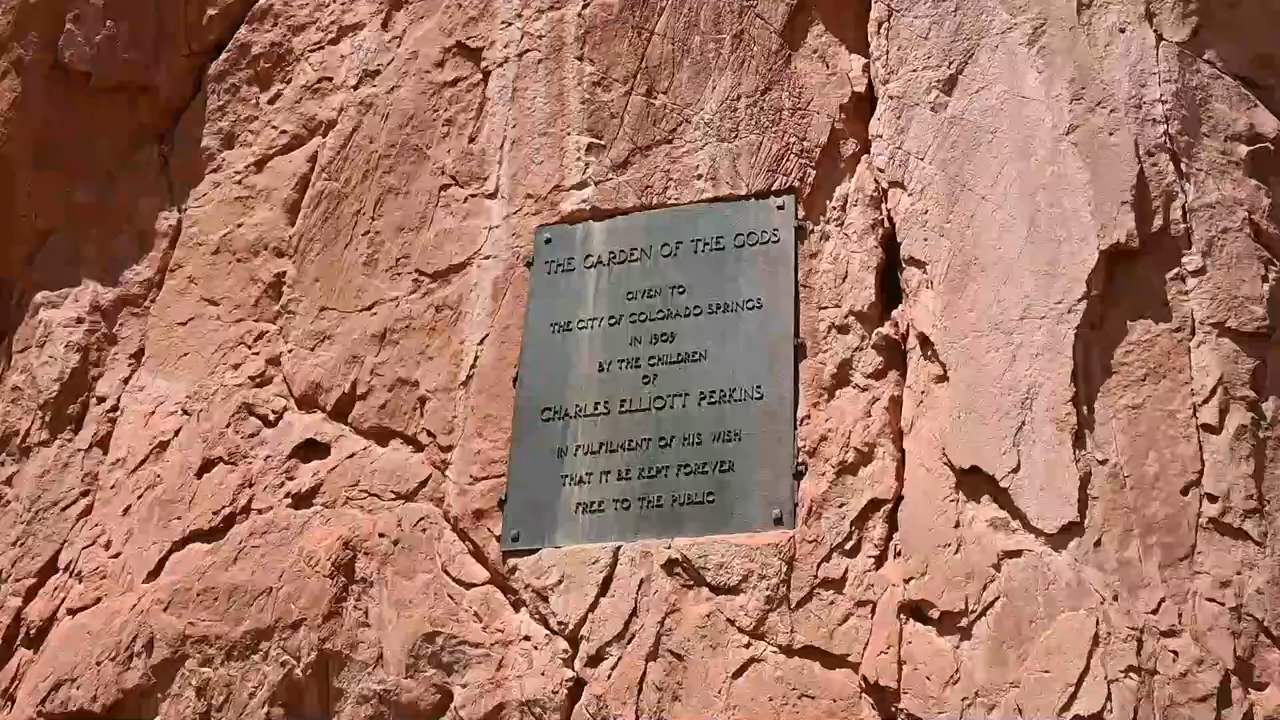 THE GARDEN OF THE GODS
GIVEN TO
THE CITY OF COLORADO SPRINGS
IN 1909
BY THE CHILDREN
OF
CHARLES ELLIOTT PERKINS
IN FULFILMENT OF HIS WISH
THAT IT BE KEPT FOREVER
FREE TO THE PUBLIC